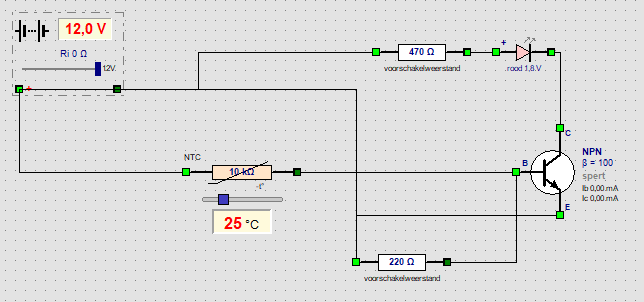 12,0 V
Ri 0 Ω
12V
+
470 Ω
voorschakelweerstand
+
rood 1,8 V
C
NTC
10 kΩ
-t°
25 °C
B
NPN
β = 100
spert
Ib 0,00 mA
Ic 0,00 mA
E
220 Ω
voorschakelweerstand